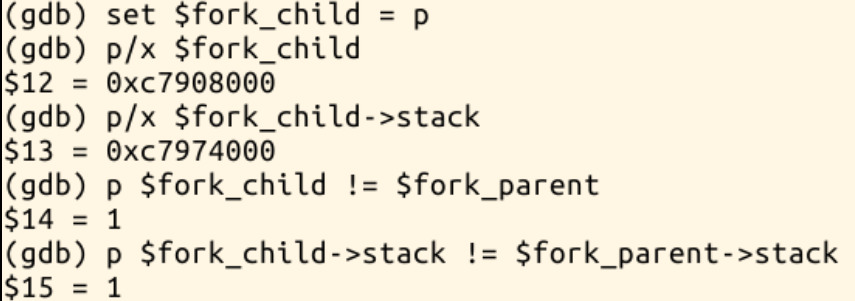 (gdb) set $fork_child = p
(gdb) p/x $fork_child
$12 = 0xc7908000
(gdb) p/x $fork_child->stack
$13 = 0xc7974000
(gdb) p $fork_child != $fork_parent
$14 = 1
(gdb) p $fork_child->stack != $fork_parent->stack
$15 = 1